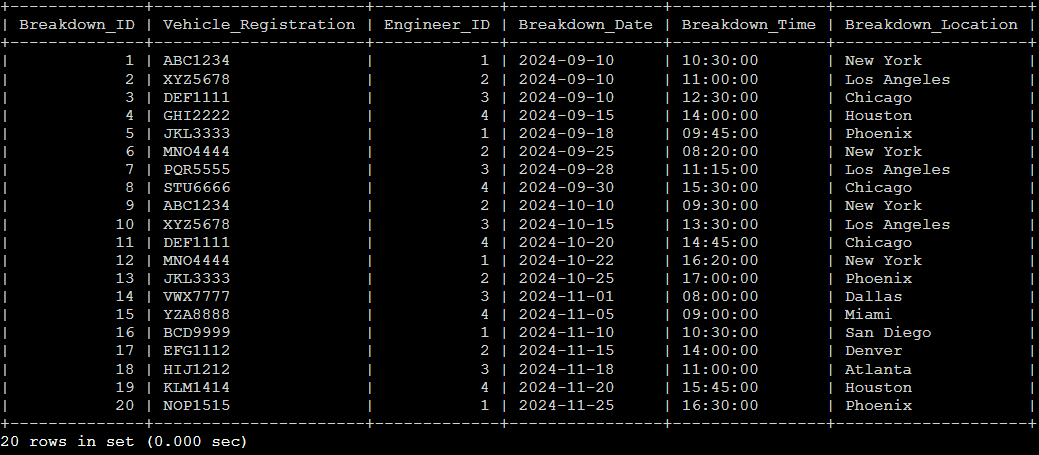 +--------------+----------------------+-------------+----------------+----------------+--------------------+
| Breakdown_ID | Vehicle_Registration | Engineer_ID | Breakdown_Date | Breakdown_Time | Breakdown_Location |
+--------------+----------------------+-------------+----------------+----------------+--------------------+
|            1 | ABC1234              |           1 | 2024-09-10     | 10:30:00       | New York           |
|            2 | XYZ5678              |           2 | 2024-09-10     | 11:00:00       | Los Angeles        |
|            3 | DEF1111              |           3 | 2024-09-10     | 12:30:00       | Chicago            |
|            4 | GHI2222              |           4 | 2024-09-15     | 14:00:00       | Houston            |
|            5 | JKL3333              |           1 | 2024-09-18     | 09:45:00       | Phoenix            |
|            6 | MNO4444              |           2 | 2024-09-25     | 08:20:00       | New York           |
|            7 | PQR5555              |           3 | 2024-09-28     | 11:15:00       | Los Angeles        |
|            8 | STU6666              |           4 | 2024-09-30     | 15:30:00       | Chicago            |
|            9 | ABC1234              |           2 | 2024-10-10     | 09:30:00       | New York           |
|           10 | XYZ5678              |           3 | 2024-10-15     | 13:30:00       | Los Angeles        |
|           11 | DEF1111              |           4 | 2024-10-20     | 14:45:00       | Chicago            |
|           12 | MNO4444              |           1 | 2024-10-22     | 16:20:00       | New York           |
|           13 | JKL3333              |           2 | 2024-10-25     | 17:00:00       | Phoenix            |
|           14 | VWX7777              |           3 | 2024-11-01     | 08:00:00       | Dallas             |
|           15 | YZA8888              |           4 | 2024-11-05     | 09:00:00       | Miami              |
|           16 | BCD9999              |           1 | 2024-11-10     | 10:30:00       | San Diego          |
|           17 | EFG1112              |           2 | 2024-11-15     | 14:00:00       | Denver             |
|           18 | HIJ1212              |           3 | 2024-11-18     | 11:00:00       | Atlanta            |
|           19 | KLM1414              |           4 | 2024-11-20     | 15:45:00       | Houston            |
|           20 | NOP1515              |           1 | 2024-11-25     | 16:30:00       | Phoenix            |
+--------------+----------------------+-------------+----------------+----------------+--------------------+
20 rows in set (0.000 sec)